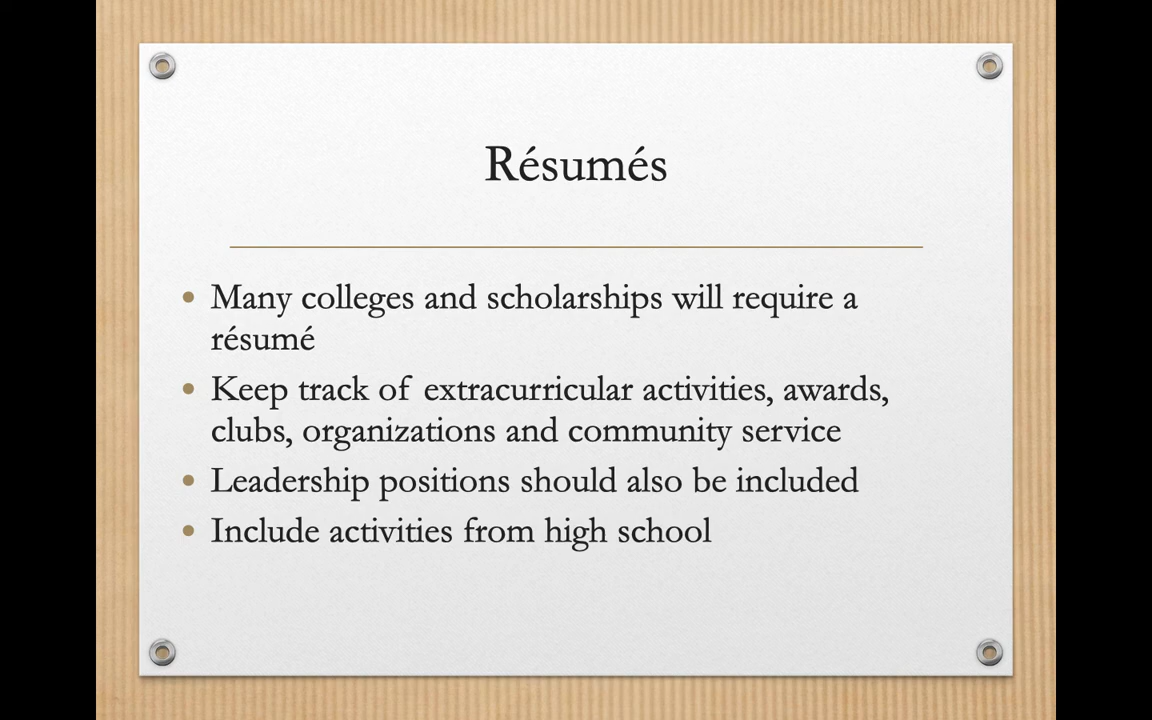 Résumés
Many colleges and scholarships will require a
résumé
Keep track of extracurricular activities, awards,
clubs, organizations and community service
Leadership positions should also be included
Include activities from high school